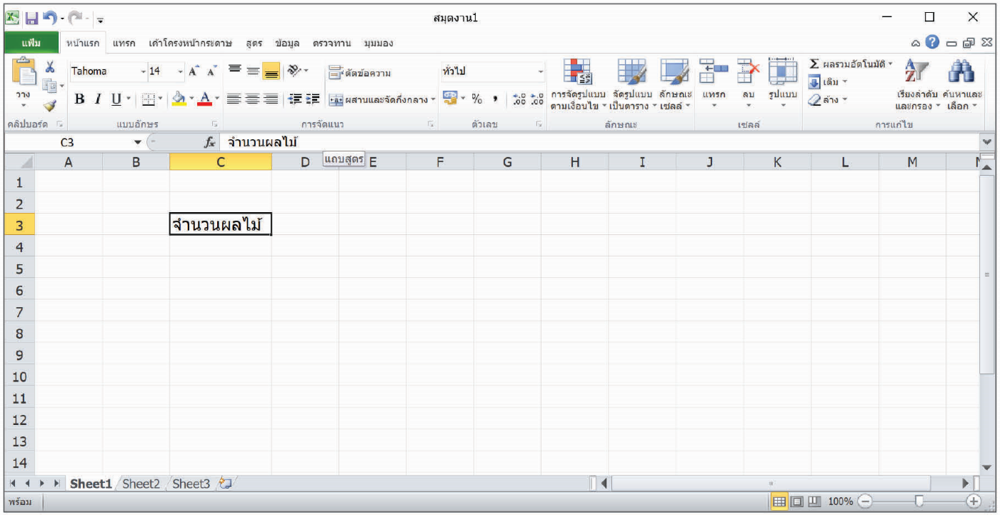 สมุดงาน1
แฟ้ม หน้าแรก แทรก เค้าโครงหน้ากระดาษ สูตร ข้อมูล ตรวจทาน มุมมอง
วาง
Tahoma 14
B I U A
ตัดข้อความ
ผสานและจัดกึ่งกลาง
ทั่วไป
% ,
การจัดรูปแบบ
ตามเงื่อนไข
จัดรูปแบบ
เป็นตาราง
ลักษณะ
เซลล์
แทรก
ลบ
รูปแบบ
Σ ผลรวมอัตโนมัติ
เติม
ล้าง
เรียงลำดับ
และกรอง
ค้นหาและ
เลือก
คลิปบอร์ด แบบอักษร การจัดแนว ตัวเลข ลักษณะ เซลล์ การแก้ไข
C3 fx จำนวนผลไม้
แถบสูตร
A B C D E F G H I J K L M
1
2
3 จำนวนผลไม้
4
5
6
7
8
9
10
11
12
13
14
Sheet1 Sheet2 Sheet3
พร้อม 100%